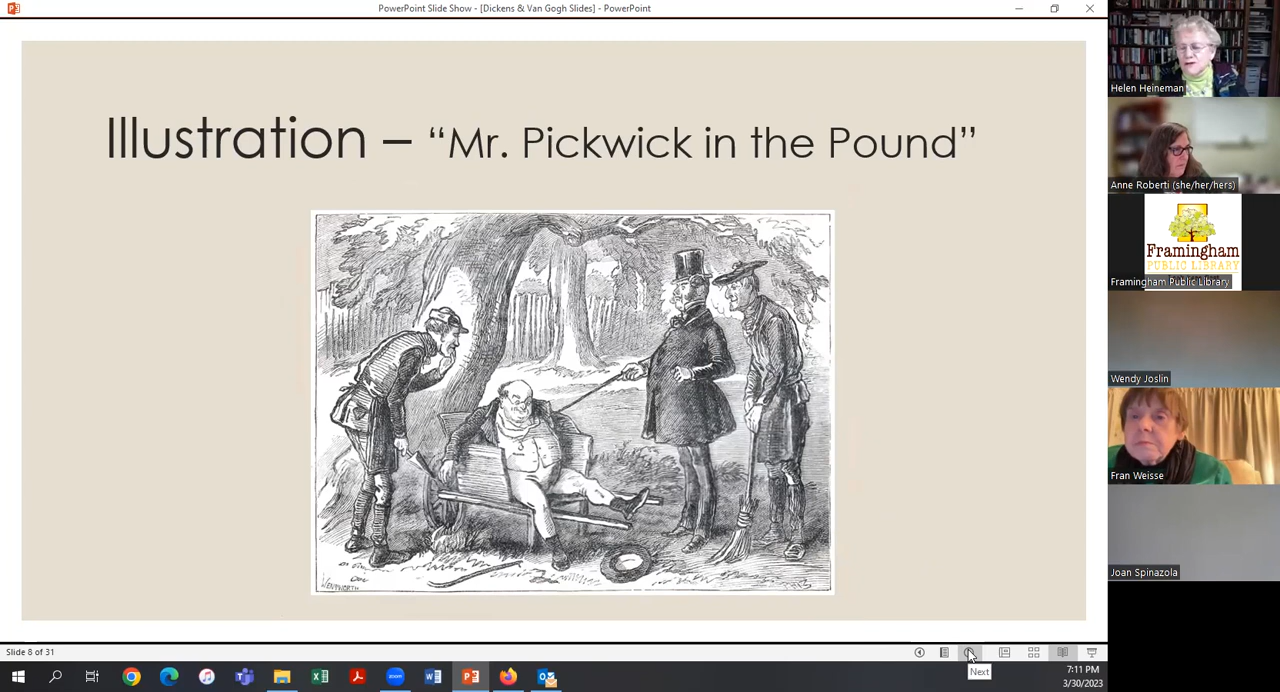 PowerPoint Slide Show - [Dickens & Van Gogh Slides] - PowerPoint
Illustration – “Mr. Pickwick in the Pound”
WENTWORTH
Helen Heineman
Anne Roberti (she/her/hers)
Framingham
PUBLIC LIBRARY
Framingham Public Library
Wendy Joslin
Fran Weisse
Joan Spinazola
Slide 8 of 31
Next
7:11 PM
3/30/2023